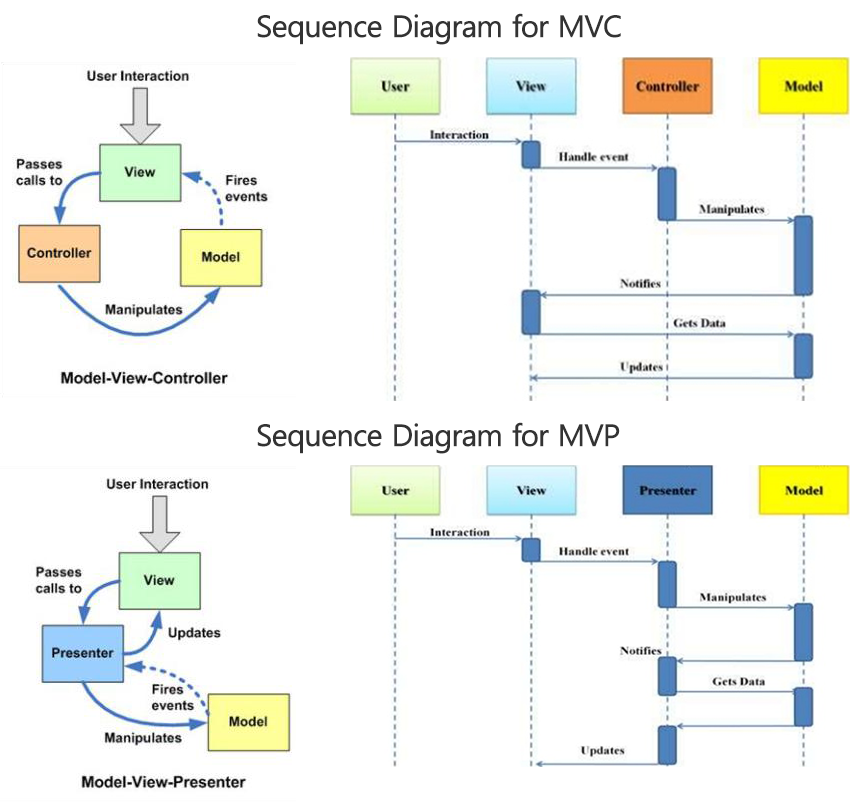 Sequence Diagram for MVC
User Interaction
View
Passes
calls to
Fires
events
Controller
Model
Manipulates
Model-View-Controller
User
View
Controller
Model
Interaction
Handle event
Manipulates
Notifies
Gets Data
Updates
Sequence Diagram for MVP
User Interaction
View
Passes
calls to
Updates
Presenter
Fires
events
Model
Manipulates
Model-View-Presenter
User
View
Presenter
Model
Interaction
Handle event
Manipulates
Notifies
Gets Data
Updates